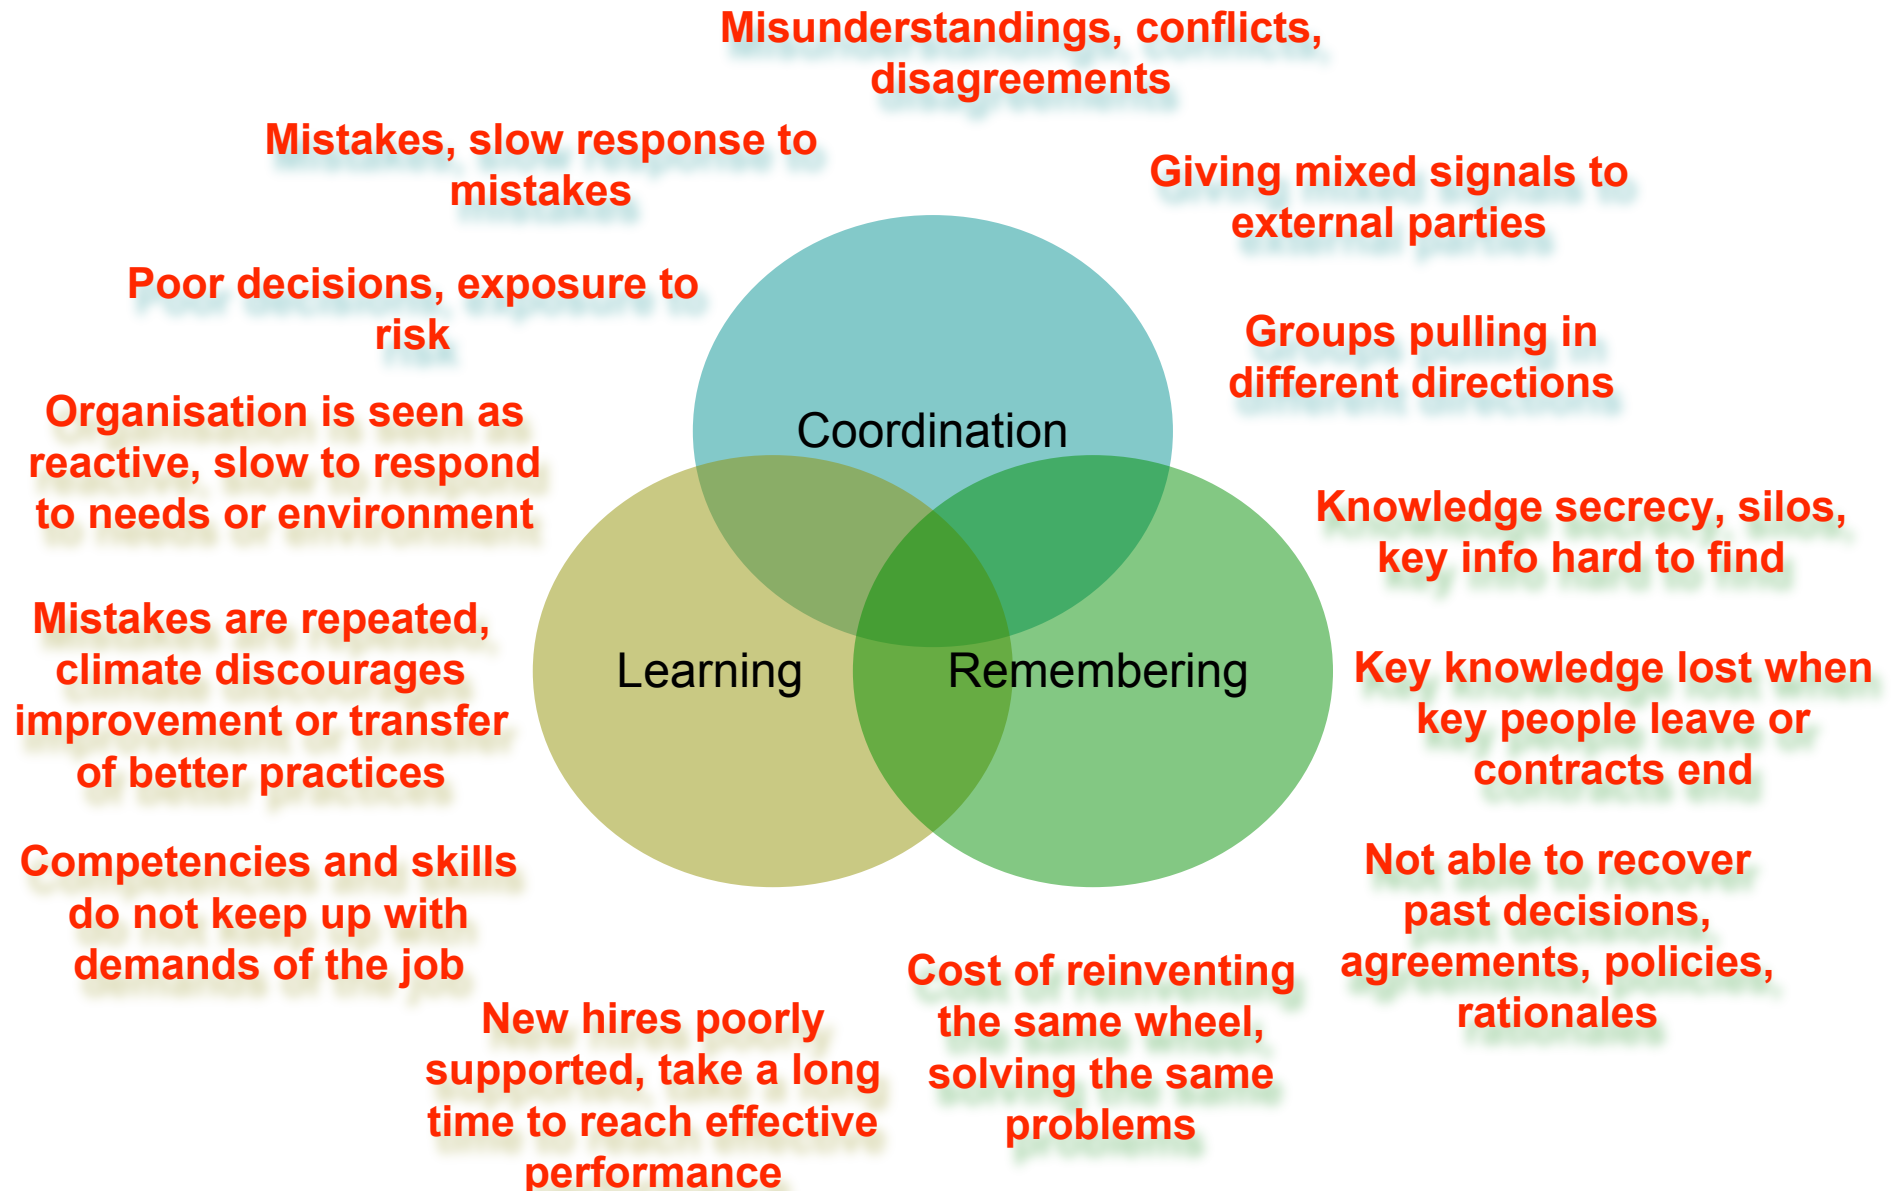 Misunderstandings, conflicts,
disagreements
Mistakes, slow response to
mistakes
Giving mixed signals to
external parties
Poor decisions, exposure to
risk
Groups pulling in
different directions
Organisation is seen as
reactive, slow to respond
to needs or environment
Coordination
Knowledge secrecy, silos,
key info hard to find
Mistakes are repeated,
climate discourages
improvement or transfer
of better practices
Learning
Remembering
Key knowledge lost when
key people leave or
contracts end
Competencies and skills
do not keep up with
demands of the job
Not able to recover
past decisions,
agreements, policies,
rationales
New hires poorly
supported, take a long
time to reach effective
performance
Cost of reinventing
the same wheel,
solving the same
problems